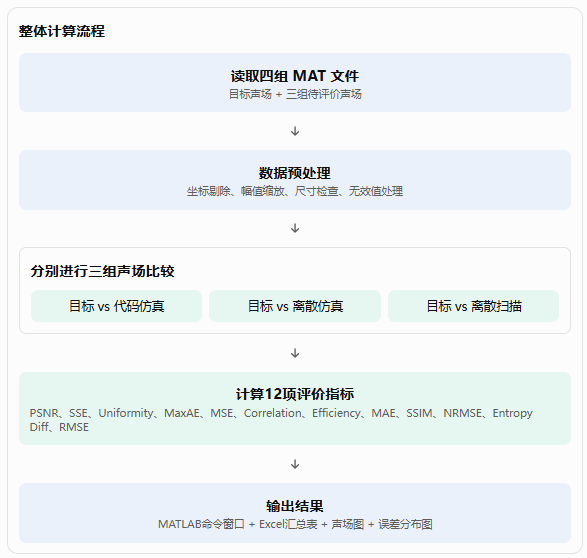 整体计算流程
读取四组 MAT 文件
目标声场 + 三组待评价声场
↓
数据预处理
坐标剔除、幅值缩放、尺寸检查、无效值处理
↓
分别进行三组声场比较
目标 vs 代码仿真
目标 vs 离散仿真
目标 vs 离散扫描
↓
计算12项评价指标
PSNR、SSE、Uniformity、MaxAE、MSE、Correlation、Efficiency、MAE、SSIM、NRMSE、Entropy
Diff、RMSE
↓
输出结果
MATLAB命令窗口 + Excel汇总表 + 声场图 + 误差分布图